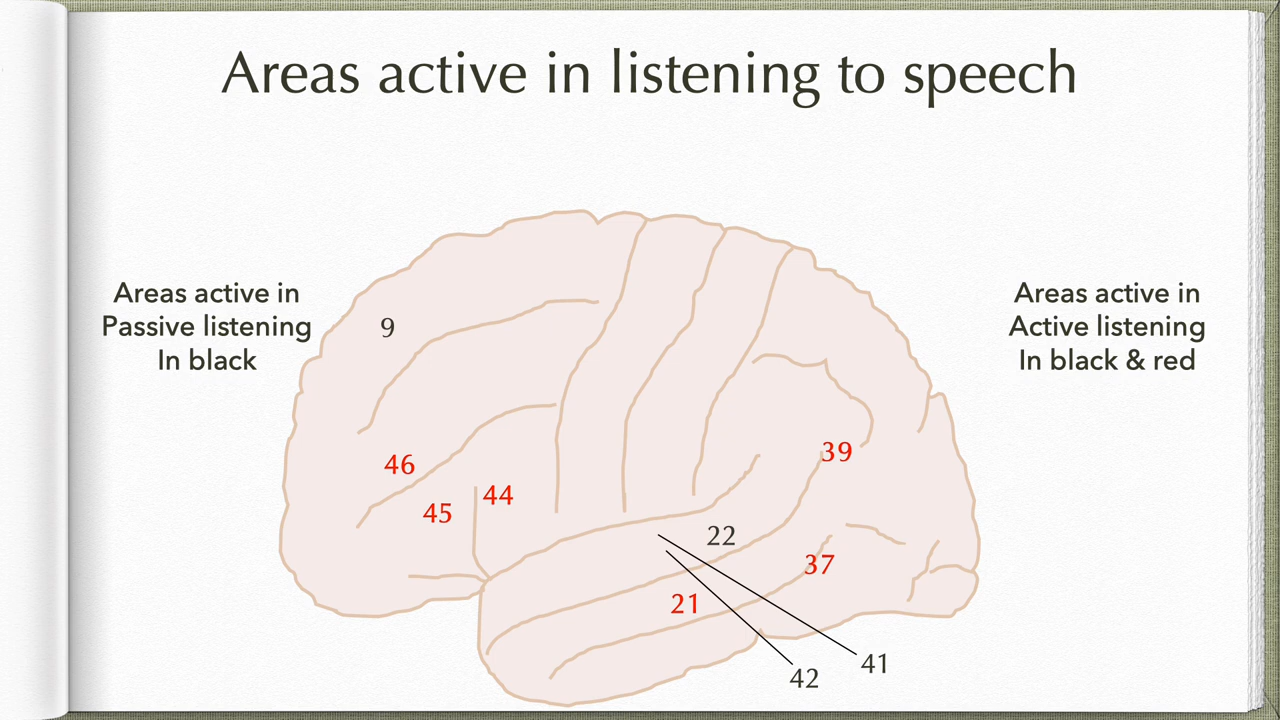 Areas active in listening to speech
Areas active in
Passive listening
In black
Areas active in
Active listening
In black & red
9
46
45
44
39
22
37
21
41
42